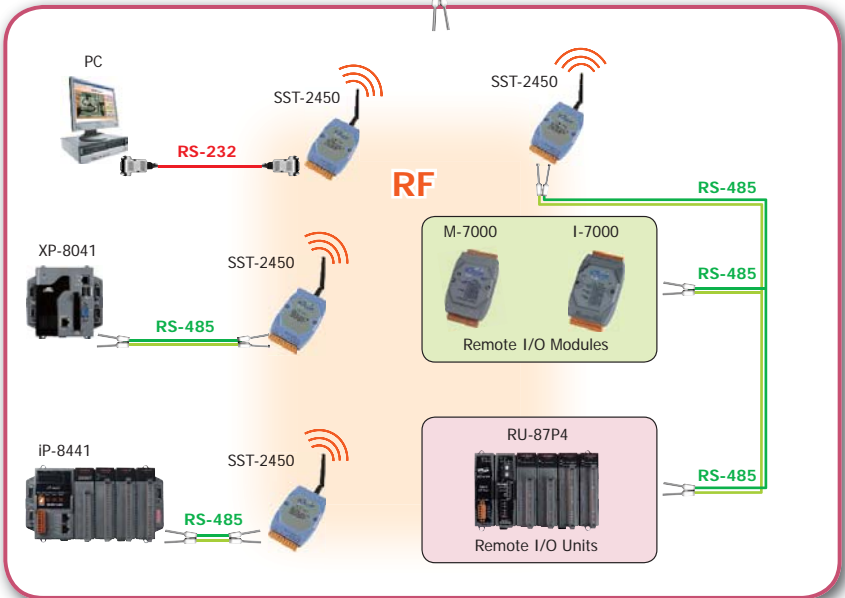 PC
SST-2450
SST-2450
RS-232
RF
RS-485
M-7000
I-7000
XP-8041
SST-2450
RS-485
RS-485
Remote I/O Modules
RU-87P4
iP-8441
SST-2450
RS-485
RS-485
Remote I/O Units